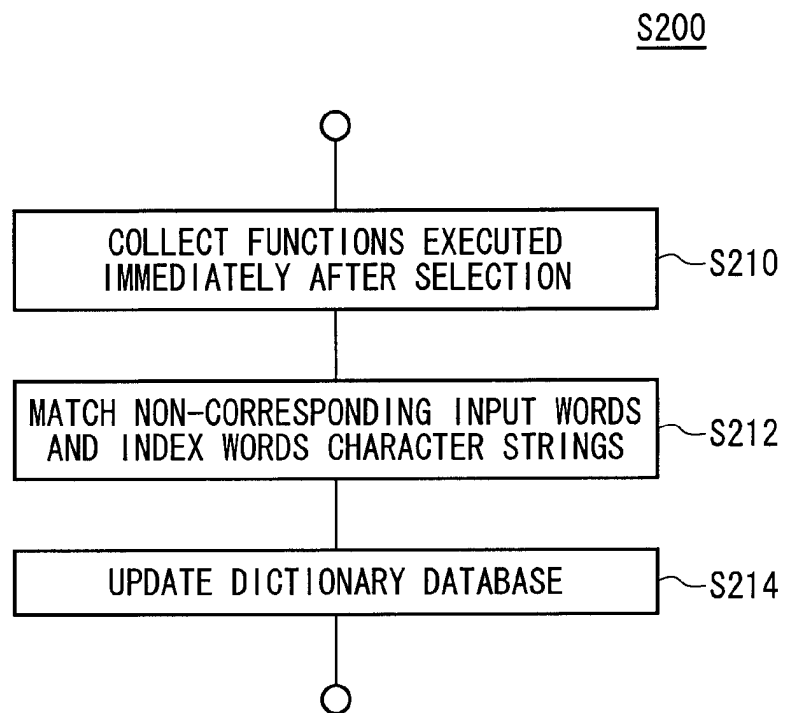 S200
COLLECT FUNCTIONS EXECUTED
IMMEDIATELY AFTER SELECTION
S210
MATCH NON-CORRESPONDING INPUT WORDS
AND INDEX WORDS CHARACTER STRINGS
S212
UPDATE DICTIONARY DATABASE
S214